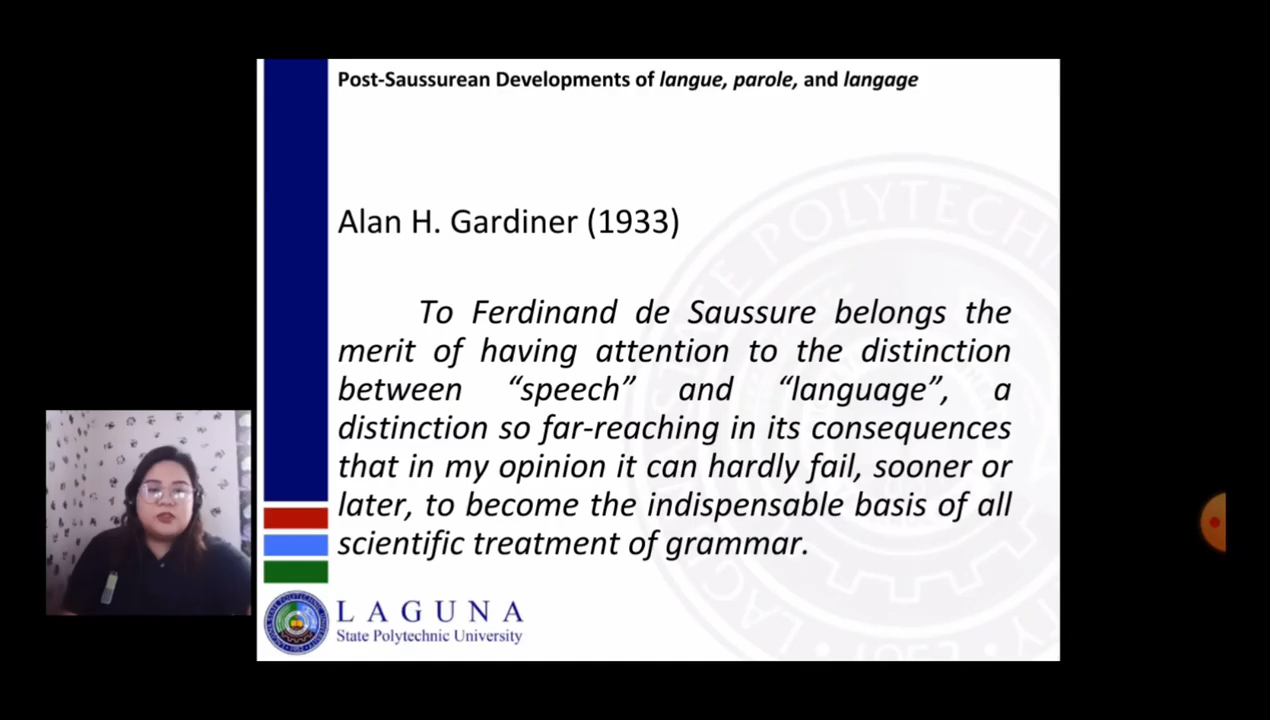 Post-Saussurean Developments of langue, parole, and langage
Alan H. Gardiner (1933)
To Ferdinand de Saussure belongs the
merit of having attention to the distinction
between “speech” and “language”, a
distinction so far-reaching in its consequences
that in my opinion it can hardly fail, sooner or
later, to become the indispensable basis of all
scientific treatment of grammar.
LAGUNA
State Polytechnic University